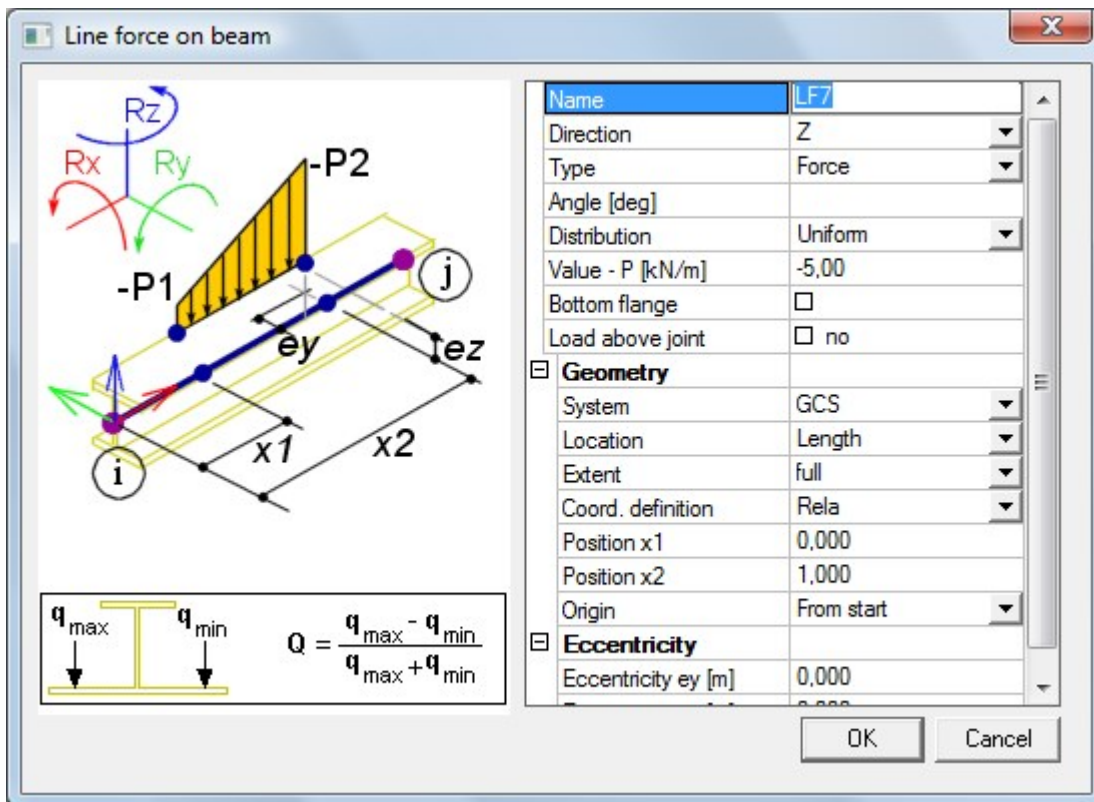 Line force on beam
Rz
Rx
Ry
-P2
-P1
j
ey
ez
x1
x2
i
q max
q min
Q = (q max - q min) / (q max + q min)
Name LF7
Direction Z
Type Force
Angle [deg]
Distribution Uniform
Value - P [kN/m] -5,00
Bottom flange
Load above joint no
Geometry
System GCS
Location Length
Extent full
Coord. definition Rela
Position x1 0,000
Position x2 1,000
Origin From start
Eccentricity
Eccentricity ey [m] 0,000
OK Cancel